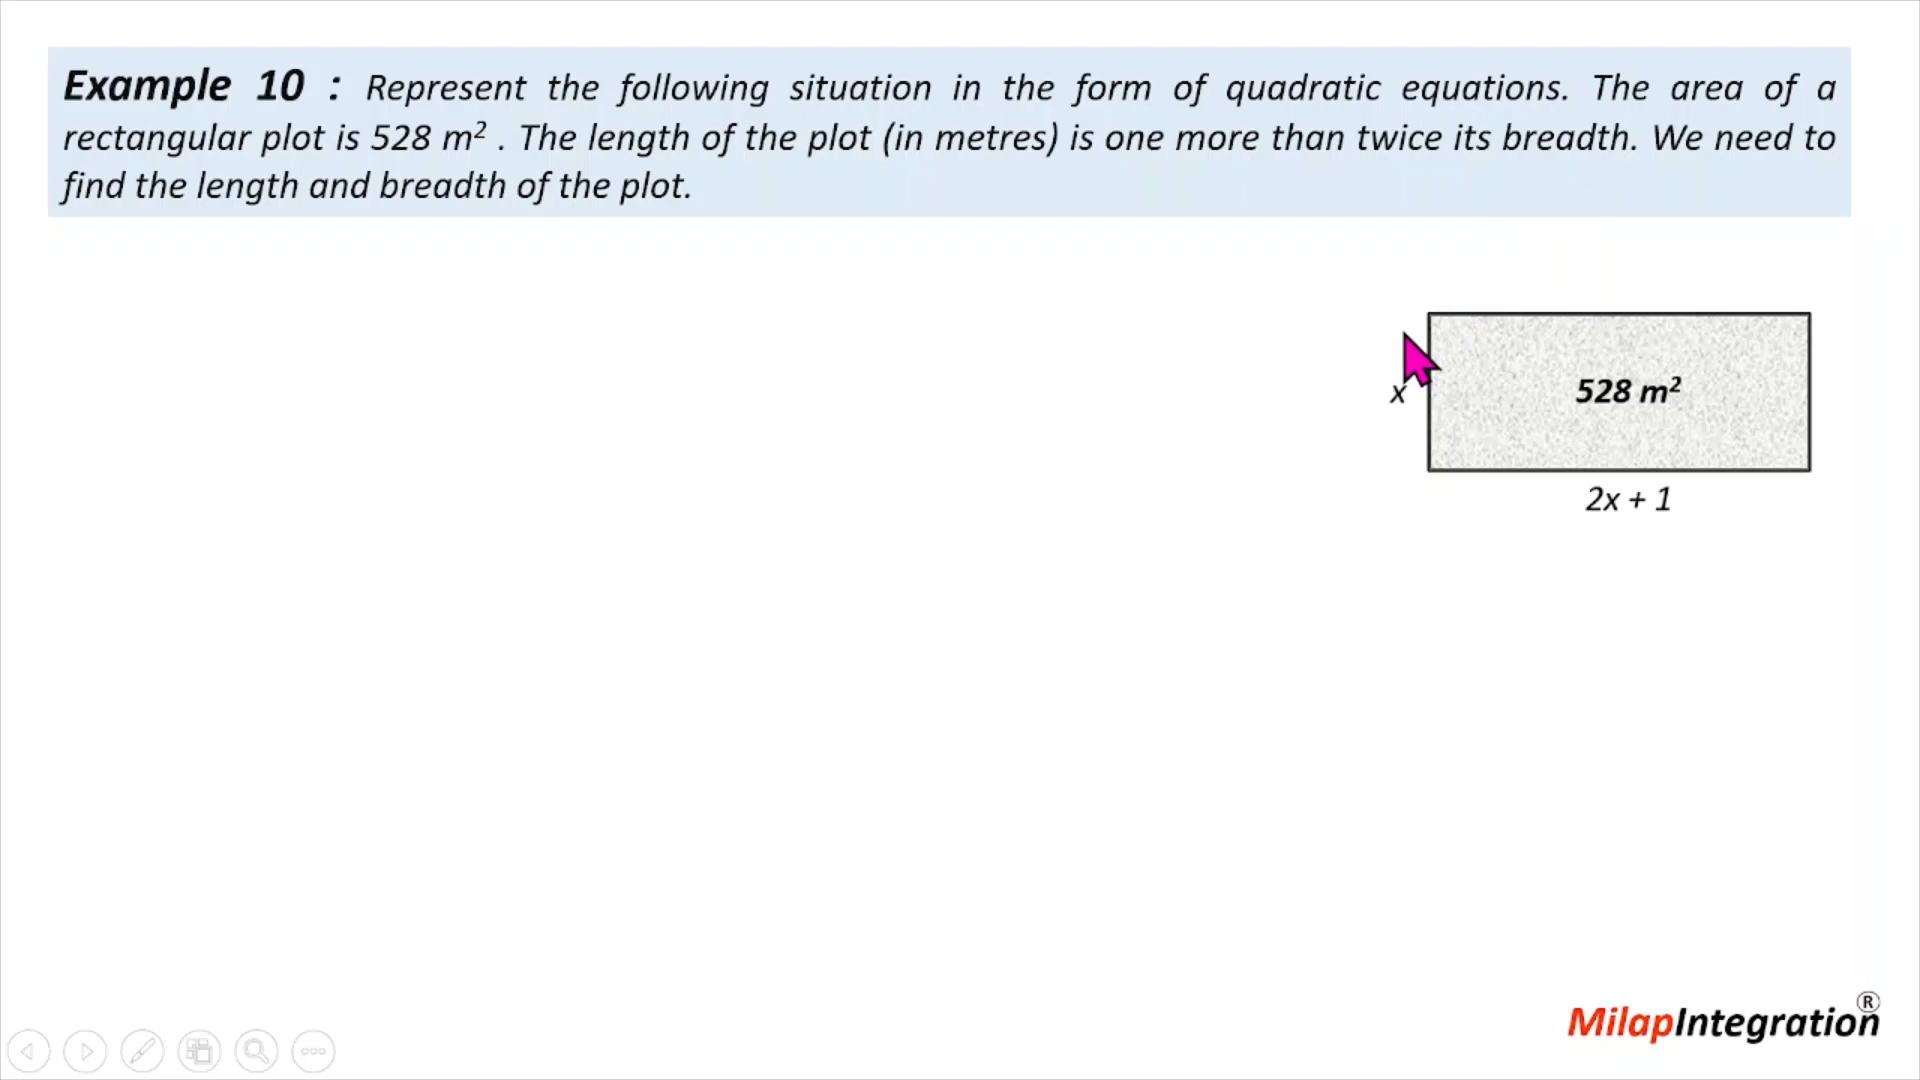 Example 10 : Represent the following situation in the form of quadratic equations. The area of a
rectangular plot is 528 m² . The length of the plot (in metres) is one more than twice its breadth. We need to
find the length and breadth of the plot.
528 m²
x
2x + 1
MilapIntegration®